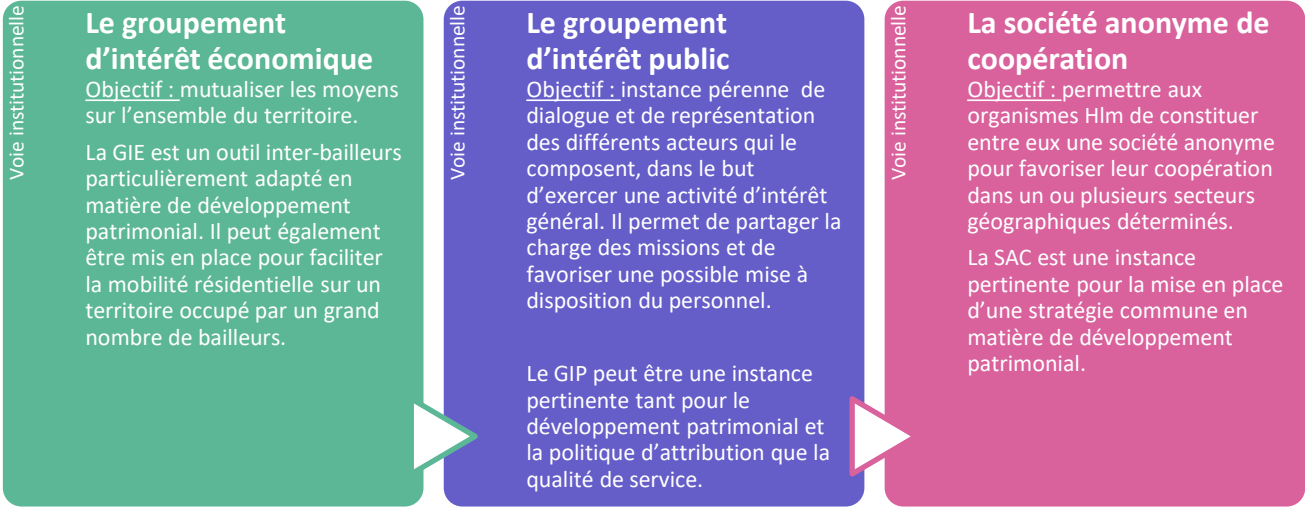 Voie institutionnelle
Le groupement
d'intérêt économique
Objectif : mutualiser les moyens
sur l'ensemble du territoire.
La GIE est un outil inter-bailleurs
particulièrement adapté en
matière de développement
patrimonial. Il peut également
être mis en place pour faciliter
la mobilité résidentielle sur un
territoire occupé par un grand
nombre de bailleurs.
Voie institutionnelle
Le groupement
d'intérêt public
Objectif : instance pérenne de
dialogue et de représentation
des différents acteurs qui le
composent, dans le but
d'exercer une activité d'intérêt
général. Il permet de partager la
charge des missions et de
favoriser une possible mise à
disposition du personnel.
Le GIP peut être une instance
pertinente tant pour le
développement patrimonial et
la politique d'attribution que la
qualité de service.
Voie institutionnelle
La société anonyme de
coopération
Objectif : permettre aux
organismes Hlm de constituer
entre eux une société anonyme
pour favoriser leur coopération
dans un ou plusieurs secteurs
géographiques déterminés.
La SAC est une instance
pertinente pour la mise en place
d'une stratégie commune en
matière de développement
patrimonial.